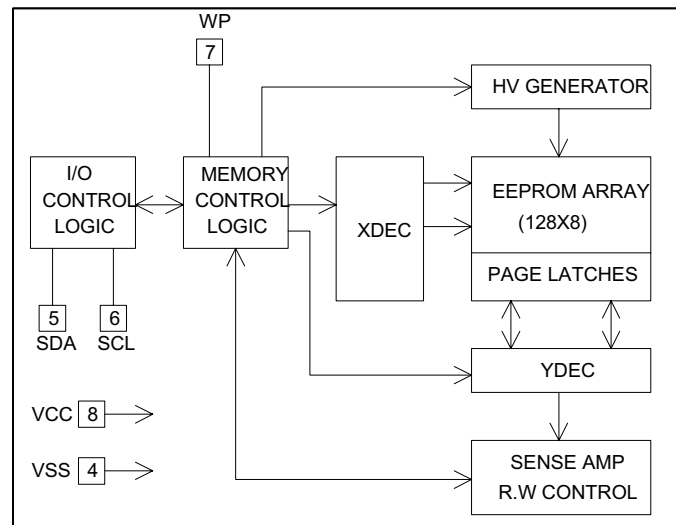 WP
7
HV GENERATOR
I/O
CONTROL
LOGIC
MEMORY
CONTROL
LOGIC
XDEC
EEPROM ARRAY
(128X8)
PAGE LATCHES
5
6
SDA
SCL
YDEC
VCC 8
VSS 4
SENSE AMP
R.W CONTROL